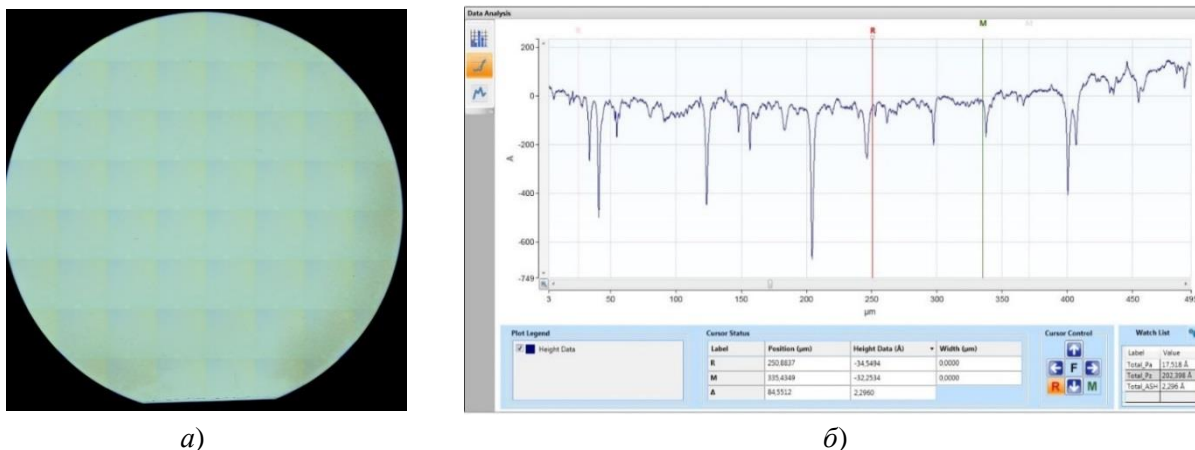 Data Analysis
R
M
200
0
-200
-400
-600
-749
Å
3
50
100
150
200
250
300
350
400
450
495
µm
Plot Legend
Height Data
Cursor Status
Label Position (µm) Height Data (Å) Width (µm)
R 250,8837 -34,5494 0,0000
M 335,4349 -32,2534 0,0000
Δ 84,5512 2,2960
Cursor Control
F
R M
Watch List
Label Value
Total_Pa 17,518 Å
Total_Pz 202,398 Å
Total_ASH 2,296 Å
а)
б)